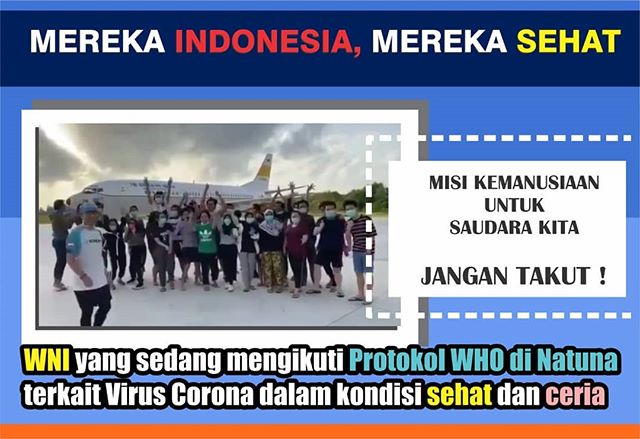 MEREKA INDONESIA, MEREKA SEHAT
MISI KEMANUSIAAN
UNTUK
SAUDARA KITA
JANGAN TAKUT !
WNI yang sedang mengikuti Protokol WHO di Natuna
terkait Virus Corona dalam kondisi sehat dan ceria